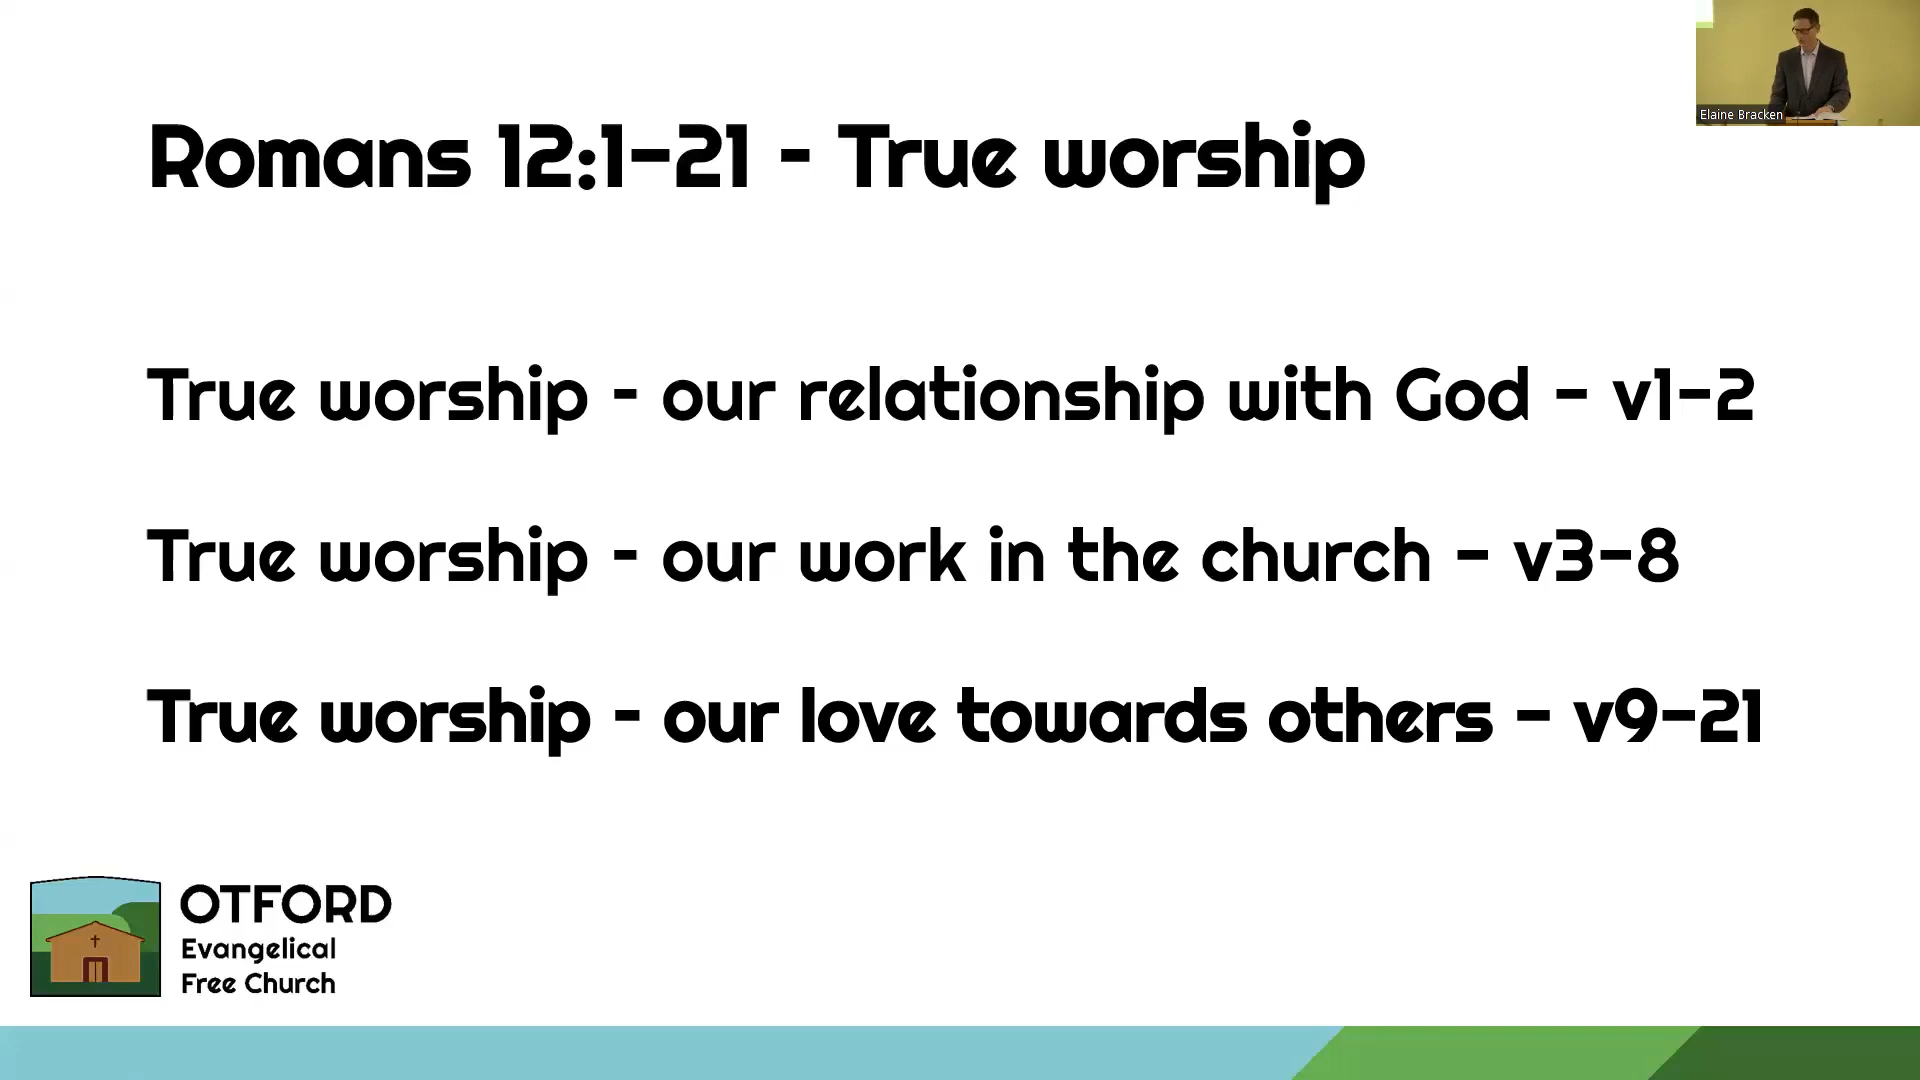 Elaine Bracken
Romans 12:1-21 - True worship
True worship - our relationship with God - v1-2
True worship - our work in the church - v3-8
True worship - our love towards others - v9-21
OTFORD
Evangelical
Free Church